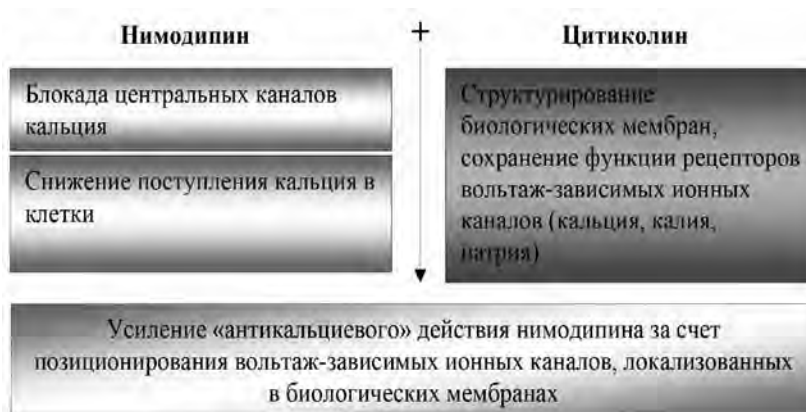 Нимодипин + Цитиколин
Блокада центральных каналов
кальция
Снижение поступления кальция в
клетки
Структурирование
биологических мембран,
сохранение функции рецепторов
вольтаж-зависимых ионных
каналов (кальция, калия,
натрия)
Усиление «антикальциевого» действия нимодипина за счет
позиционирования вольтаж-зависимых ионных каналов, локализованных
в биологических мембранах